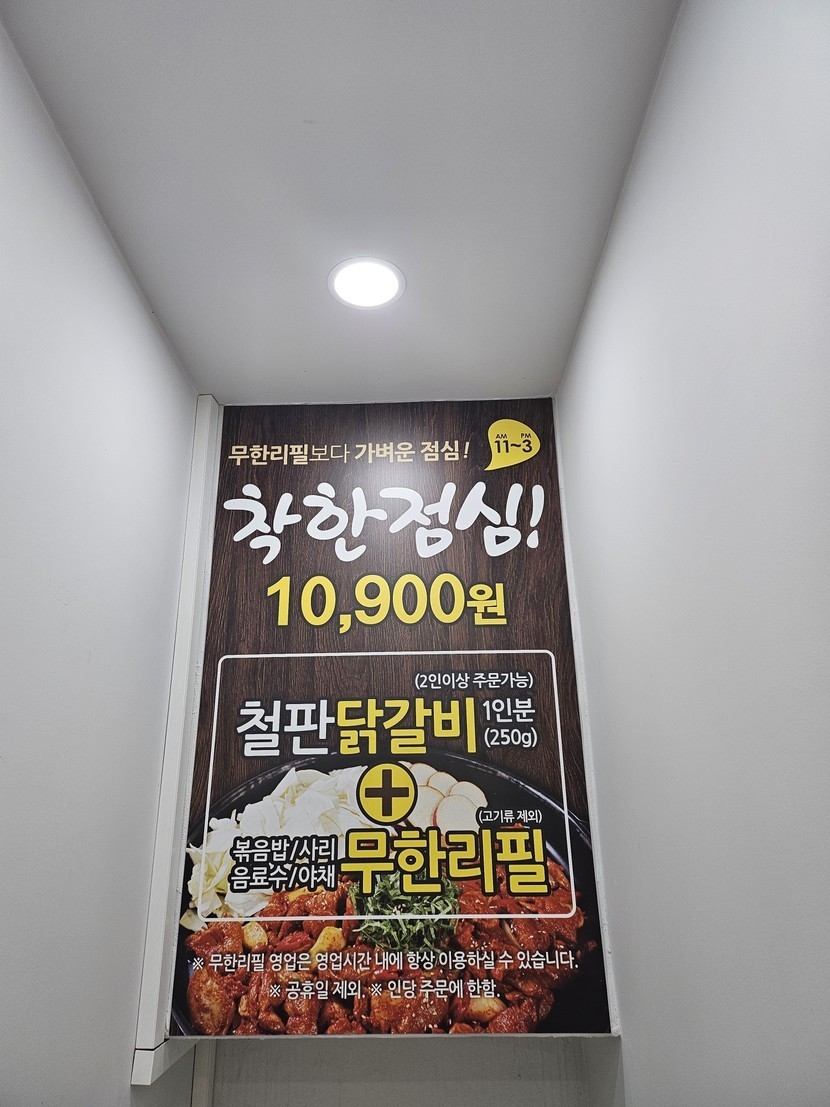 무한리필보다 가벼운 점심!
AM PM
11~3
착한점심!
10,900원
(2인이상 주문가능)
철판닭갈비 1인분
(250g)
+
(고기류 제외)
볶음밥/사리
음료수/야채
무한리필
※ 무한리필 영업은 영업시간 내에 항상 이용하실 수 있습니다.
※ 공휴일 제외. ※ 인당 주문에 한함.